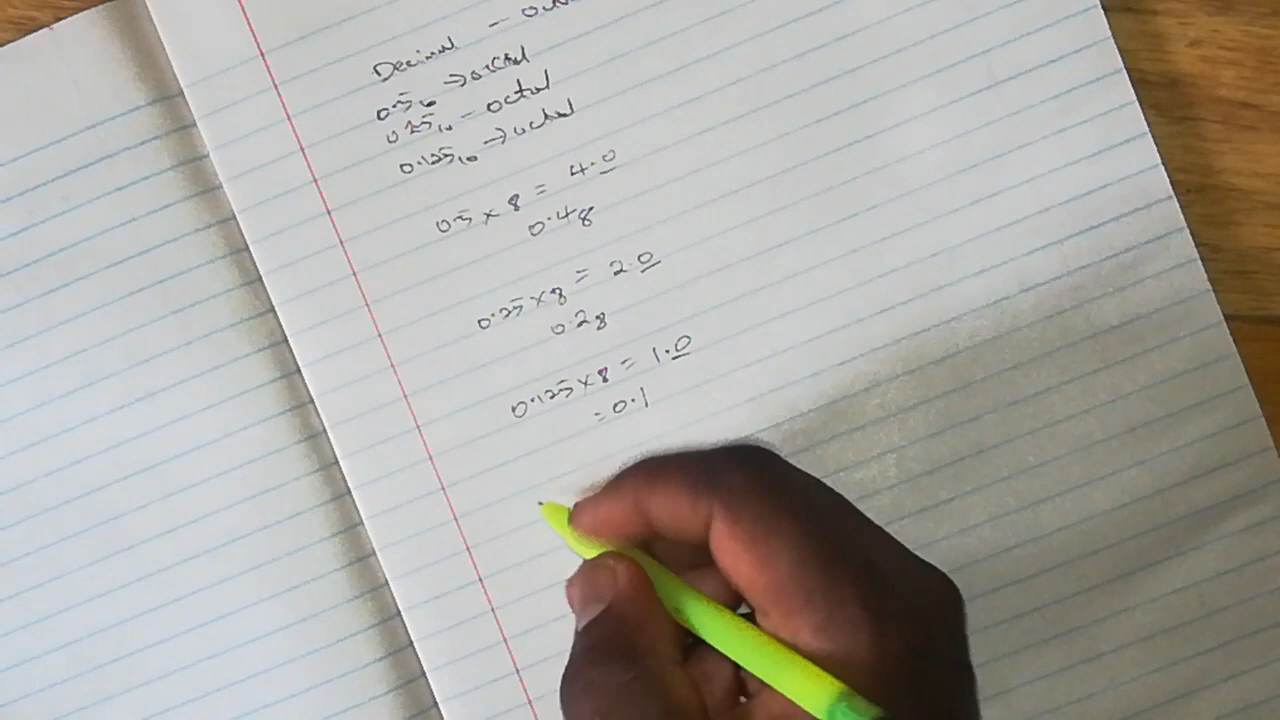 Decimal -
0.5₁₀ → octal
0.25₁₀ - octal
0.125₁₀ → octal
0.5 × 8 = 4.0
0.4₈
0.25 × 8 = 2.0
0.2₈
0.125 × 8 = 1.0
= 0.1